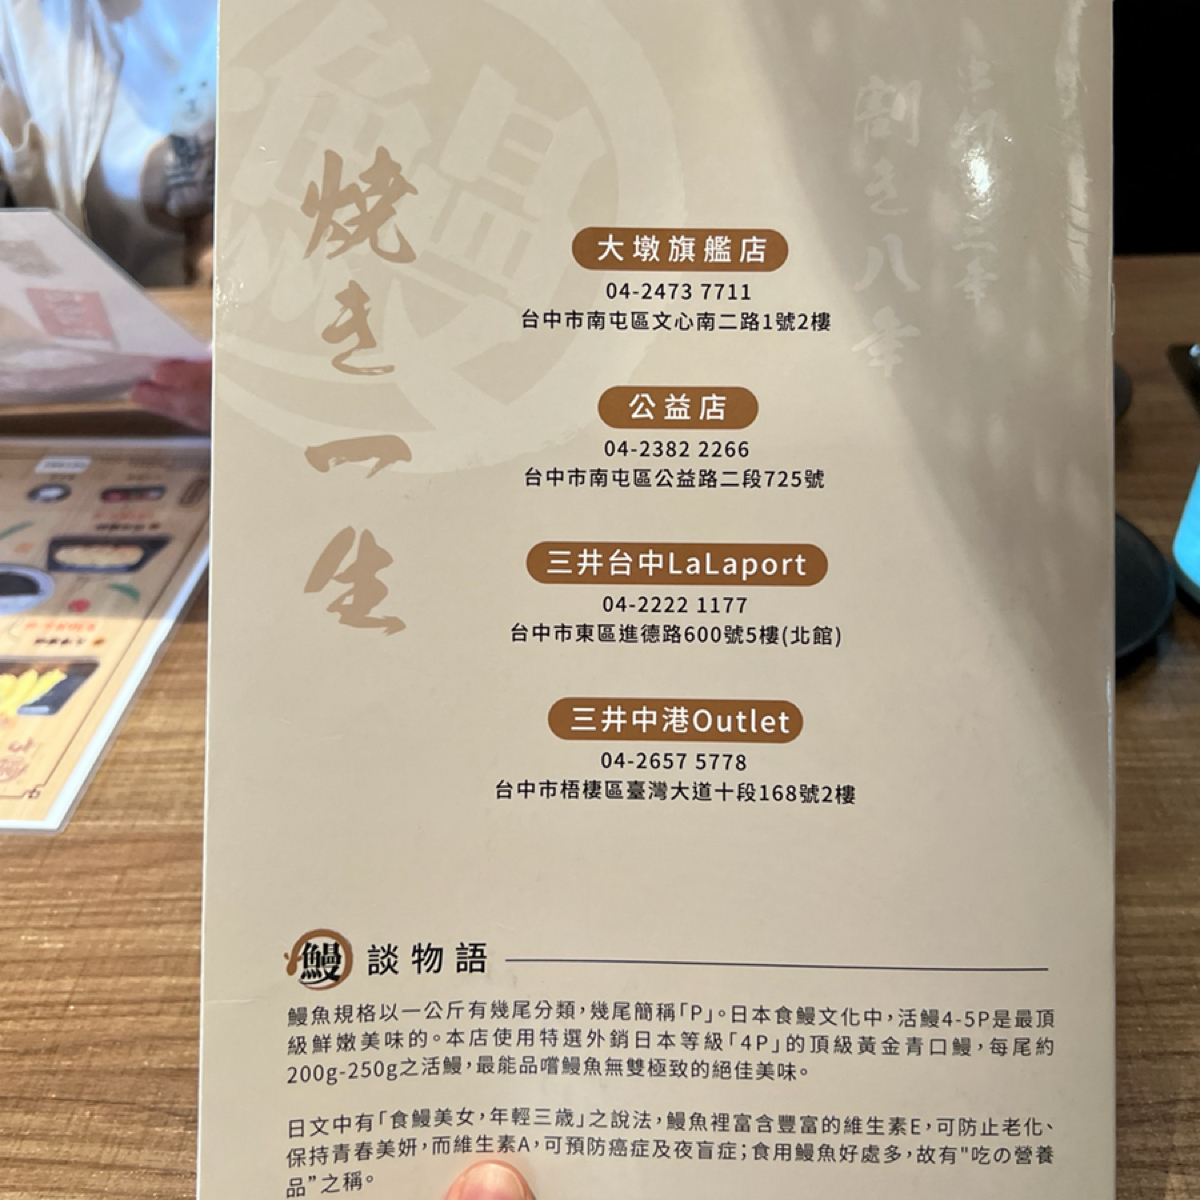 串打三年
割き八年
焼き一生
大墩旗艦店
04-2473 7711
台中市南屯區文心南二路1號2樓
公益店
04-2382 2266
台中市南屯區公益路二段725號
三井台中LaLaport
04-2222 1177
台中市東區進德路600號5樓(北館)
三井中港Outlet
04-2657 5778
台中市梧棲區臺灣大道十段168號2樓
鰻 談物語
鰻魚規格以一公斤有幾尾分類，幾尾簡稱「P」。日本食鰻文化中，活鰻4-5P是最頂
級鮮嫩美味的。本店使用特選外銷日本等級「4P」的頂級黃金青口鰻，每尾約
200g-250g之活鰻，最能品嚐鰻魚無雙極致的絕佳美味。
日文中有「食鰻美女，年輕三歲」之說法，鰻魚裡富含豐富的維生素E，可防止老化、
保持青春美妍，而維生素A，可預防癌症及夜盲症；食用鰻魚好處多，故有"吃の營養
品”之稱。